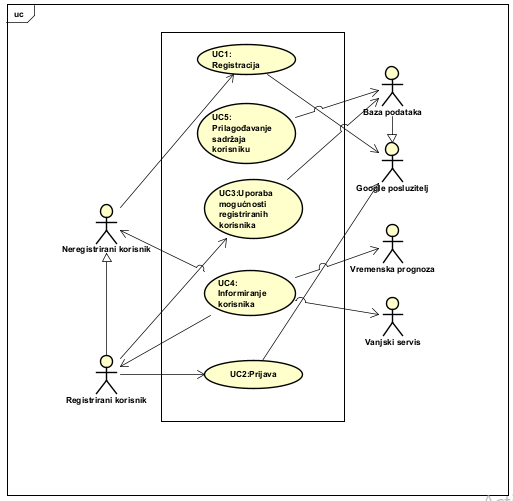 uc
UC1:
Registracija
UC5:
Prilagođavanje
sadržaja
korisniku
Baza podataka
Google poslužitelj
UC3:Uporaba
mogućnosti
registriranih
korisnika
Neregistrirani korisnik
UC4:
Informiranje
korisnika
Vremenska prognoza
Vanjski servis
UC2:Prijava
Registrirani korisnik